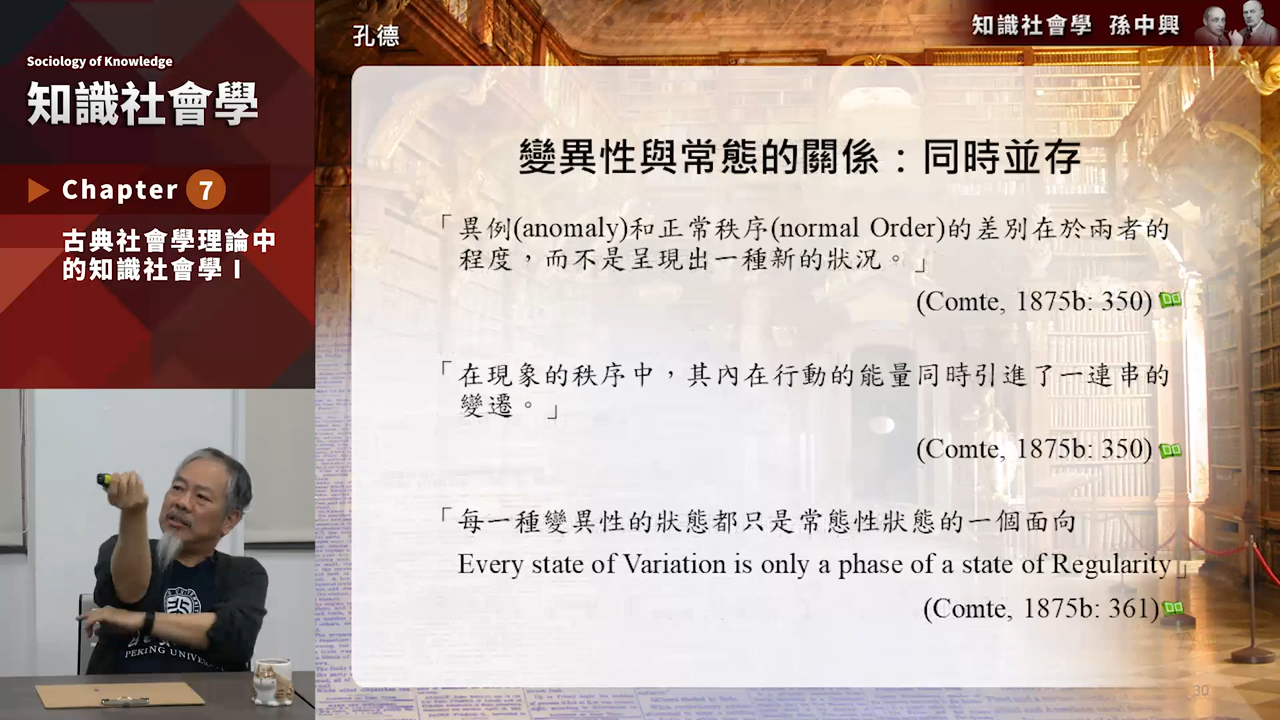 Sociology of Knowledge
知識社會學
Chapter 7
古典社會學理論中
的知識社會學 I
孔德
知識社會學 孫中興
變異性與常態的關係：同時並存
「異例(anomaly)和正常秩序(normal Order)的差別在於兩者的
程度，而不是呈現出一種新的狀況。」
(Comte, 1875b: 350)
「在現象的秩序中，其內在行動的能量同時引進了一連串的
變遷。」
(Comte, 1875b: 350)
「每一種變異性的狀態都只是常態性狀態的一個面向
Every state of Variation is only a phase of a state of Regularity」
(Comte, 1875b: 361)
30